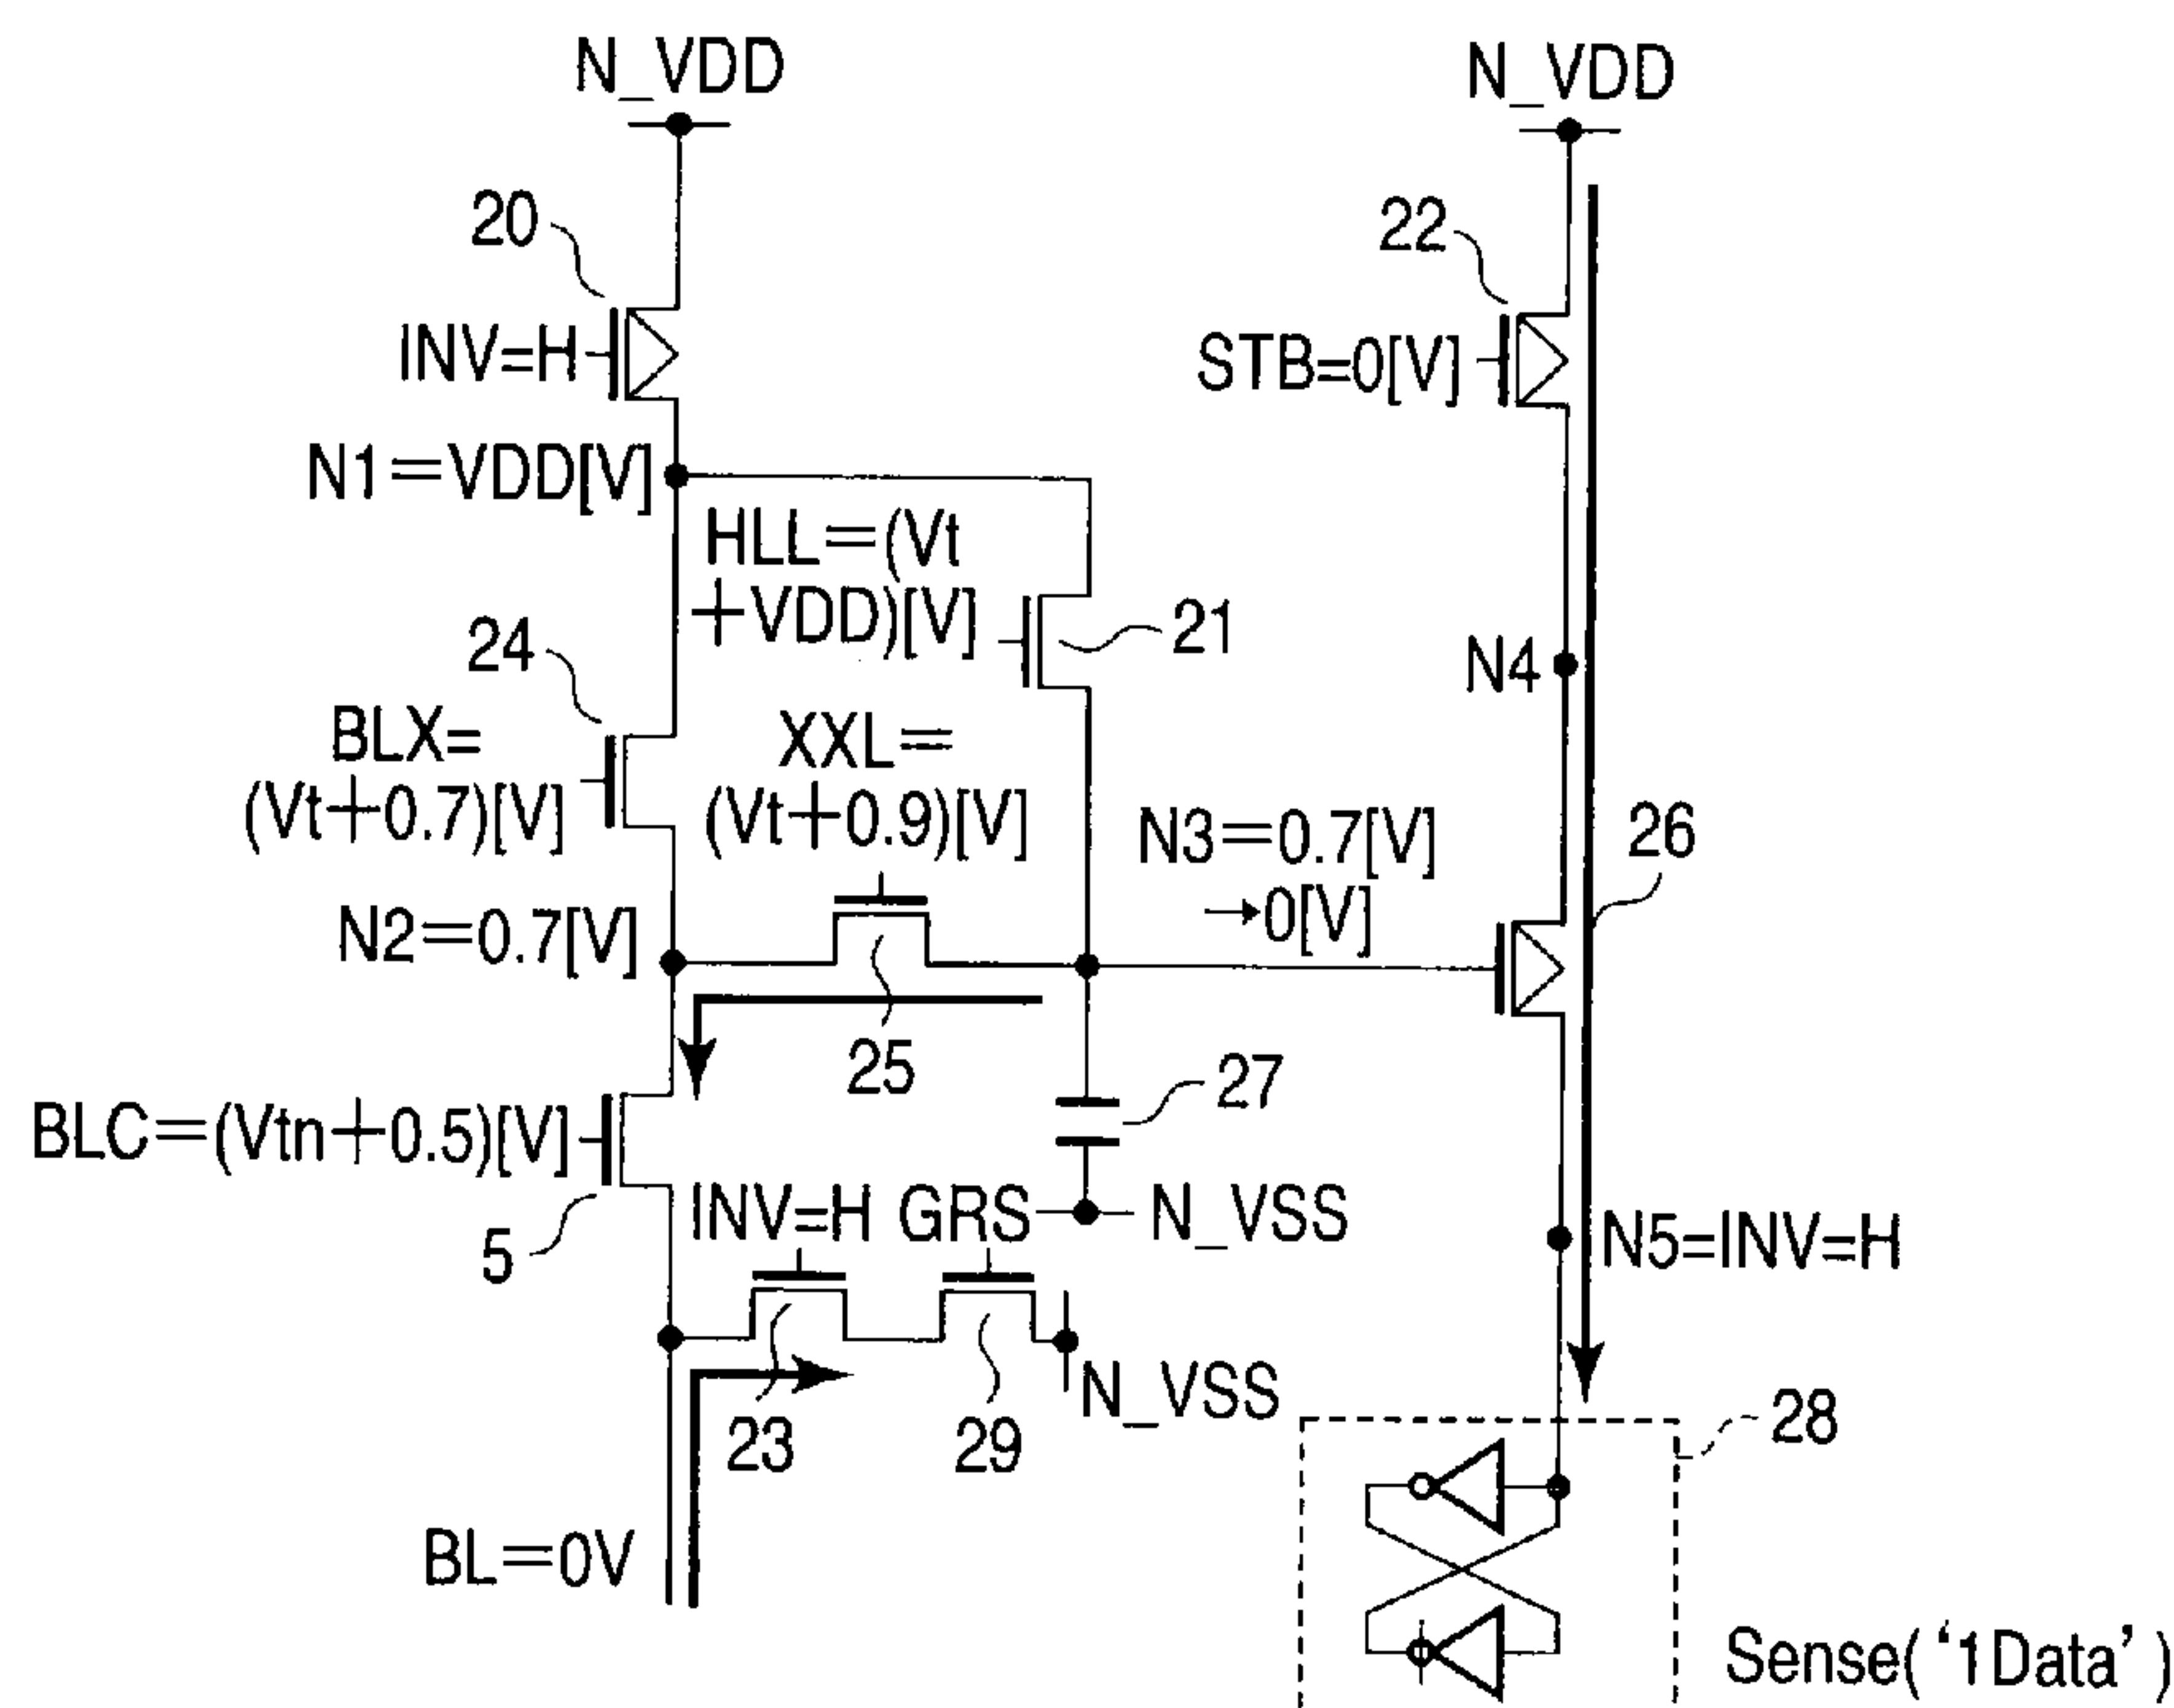 N_VDD
N_VDD
20
22
INV=H
STB=0[V]
N1=VDD[V]
HLL=(Vt
+VDD)[V]
21
24
N4
BLX=
(Vt+0.7)[V]
XXL=
(Vt+0.9)[V]
N3=0.7[V]
→0[V]
26
N2=0.7[V]
25
27
BLC=(Vtn+0.5)[V]
5
INV=H
GRS
N_VSS
N5=INV=H
N_VSS
23
29
28
BL=0V
Sense('1Data')